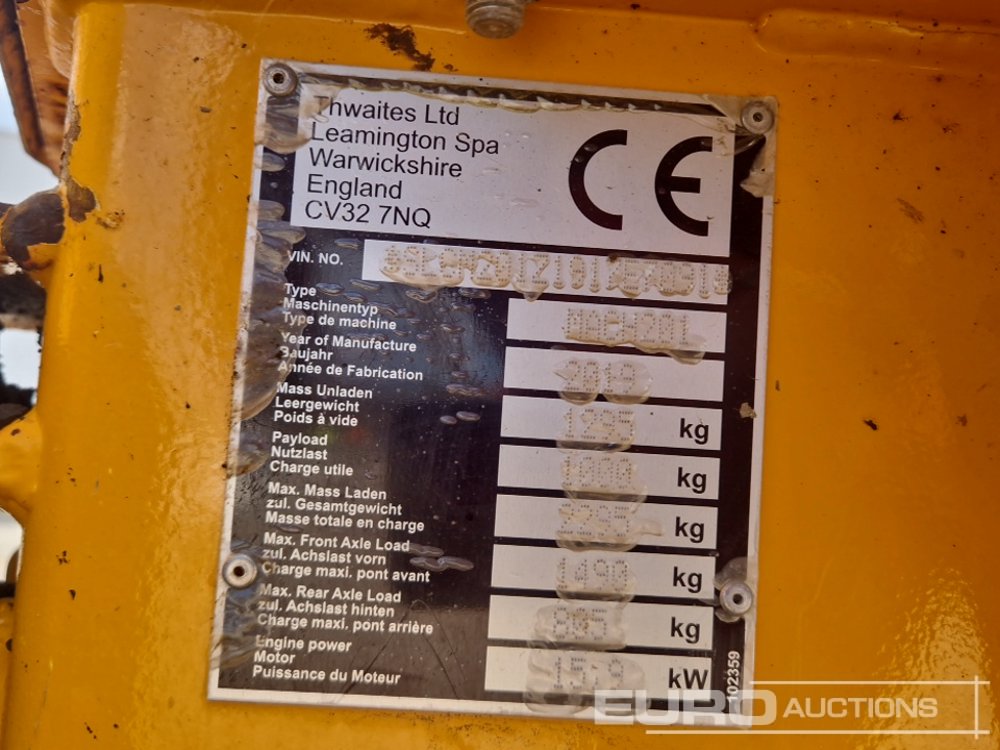 Thwaites Ltd
Leamington Spa
Warwickshire
England
CV32 7NQ
CE
VIN. NO.
Type
Maschinentyp
Type de machine
MACH201
Year of Manufacture
Baujahr
Année de Fabrication
2018
Mass Unladen
Leergewicht
Poids à vide
kg
Payload
Nutzlast
Charge utile
1000 kg
Max. Mass Laden
zul. Gesamtgewicht
Masse totale en charge
kg
Max. Front Axle Load
zul. Achslast vorn
Charge maxi. pont avant
1490 kg
Max. Rear Axle Load
zul. Achslast hinten
Charge maxi. pont arrière
kg
Engine power
Motor
Puissance du Moteur
kW
102359
EURO AUCTIONS